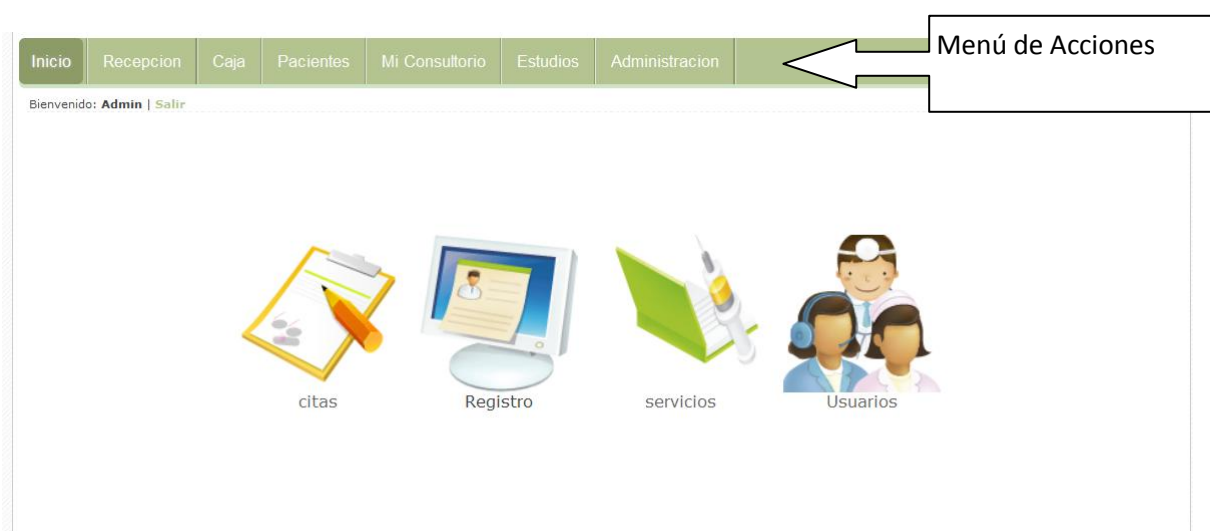 Menú de Acciones
Inicio Recepcion Caja Pacientes Mi Consultorio Estudios Administracion
Bienvenido: Admin | Salir
citas Registro servicios Usuarios